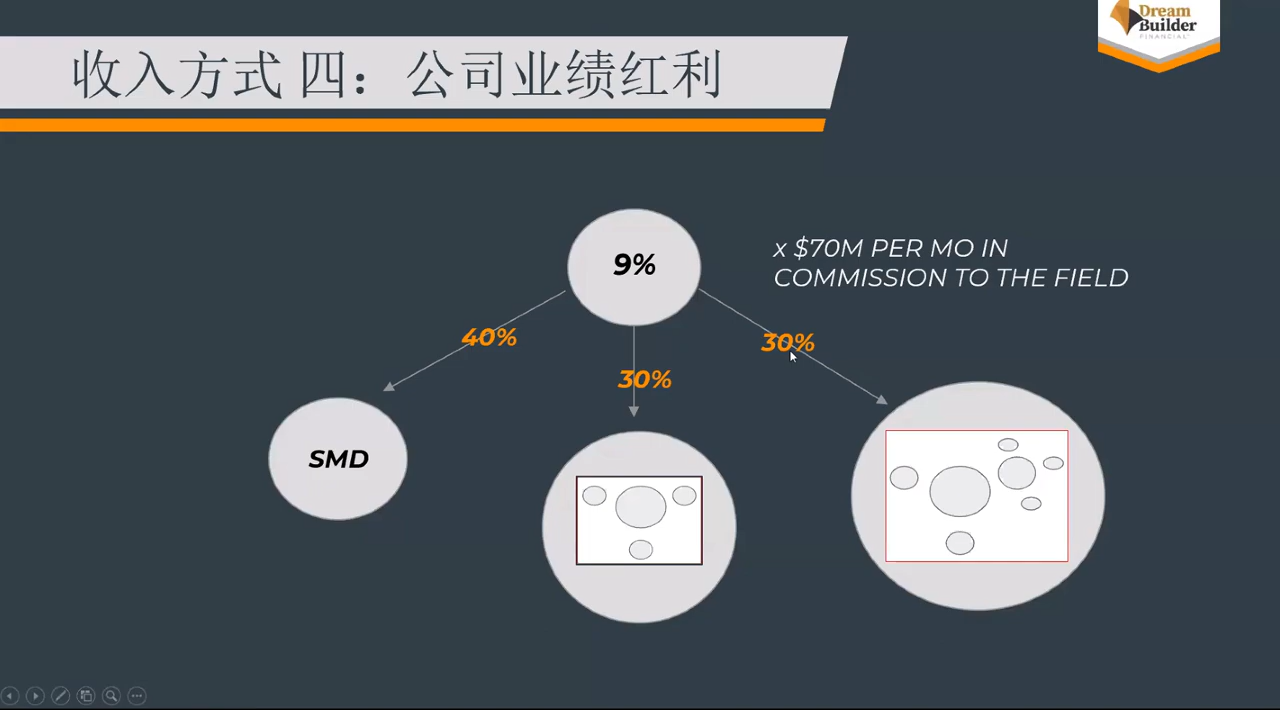 Dream
Builder
FINANCIAL
收入方式 四：公司业绩红利
9%
x $70M PER MO IN
COMMISSION TO THE FIELD
40%
30%
30%
SMD